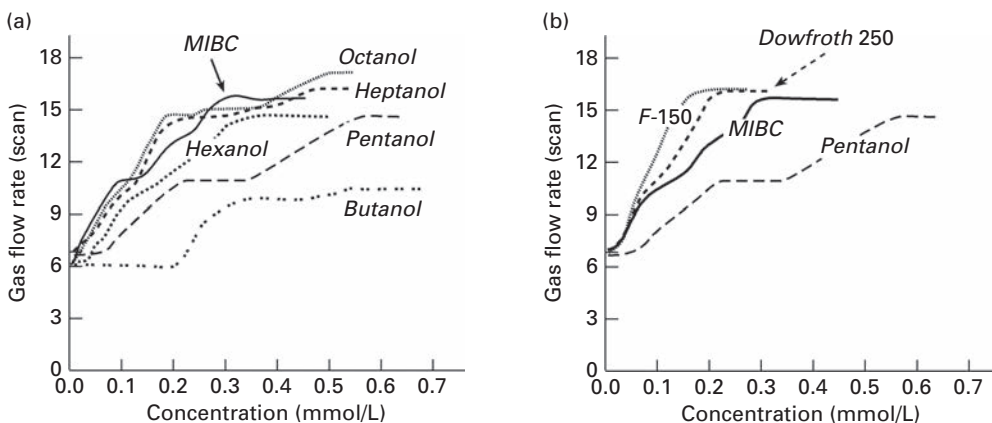 (a)
18
15
12
9
6
3
0
Gas flow rate (scan)
MIBC
Octanol
Heptanol
Hexanol
Pentanol
Butanol
0.0 0.1 0.2 0.3 0.4 0.5 0.6 0.7
Concentration (mmol/L)
(b)
18
15
12
9
6
3
0
Gas flow rate (scan)
Dowfroth 250
F-150
MIBC
Pentanol
0.0 0.1 0.2 0.3 0.4 0.5 0.6 0.7
Concentration (mmol/L)